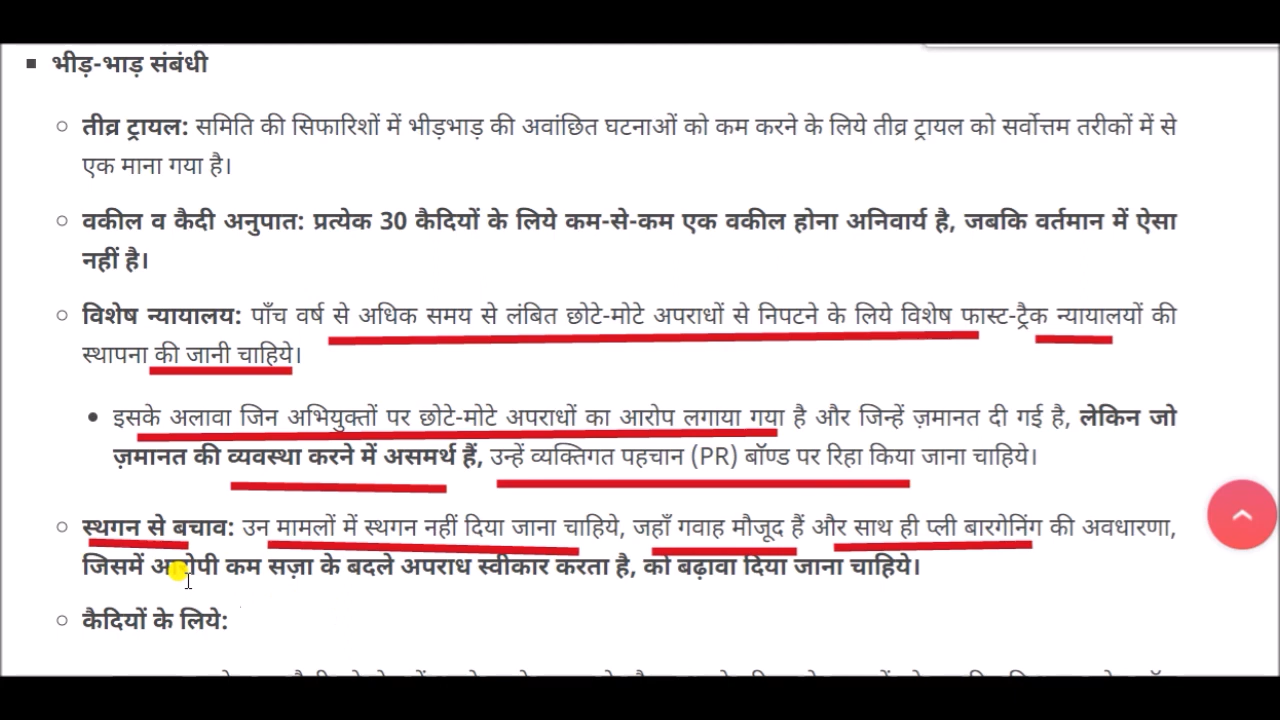 भीड़-भाड़ संबंधी
तीव्र ट्रायल: समिति की सिफारिशों में भीड़भाड़ की अवांछित घटनाओं को कम करने के लिये तीव्र ट्रायल को सर्वोत्तम तरीकों में से
एक माना गया है।
वकील व कैदी अनुपात: प्रत्येक 30 कैदियों के लिये कम-से-कम एक वकील होना अनिवार्य है, जबकि वर्तमान में ऐसा
नहीं है।
विशेष न्यायालय: पाँच वर्ष से अधिक समय से लंबित छोटे-मोटे अपराधों से निपटने के लिये विशेष फास्ट-ट्रैक न्यायालयों की
स्थापना की जानी चाहिये।
इसके अलावा जिन अभियुक्तों पर छोटे-मोटे अपराधों का आरोप लगाया गया है और जिन्हें ज़मानत दी गई है, लेकिन जो
ज़मानत की व्यवस्था करने में असमर्थ हैं, उन्हें व्यक्तिगत पहचान (PR) बॉण्ड पर रिहा किया जाना चाहिये।
स्थगन से बचाव: उन मामलों में स्थगन नहीं दिया जाना चाहिये, जहाँ गवाह मौजूद हैं और साथ ही प्ली बारगेनिंग की अवधारणा,
जिसमें आरोपी कम सज़ा के बदले अपराध स्वीकार करता है, को बढ़ावा दिया जाना चाहिये।
कैदियों के लिये: